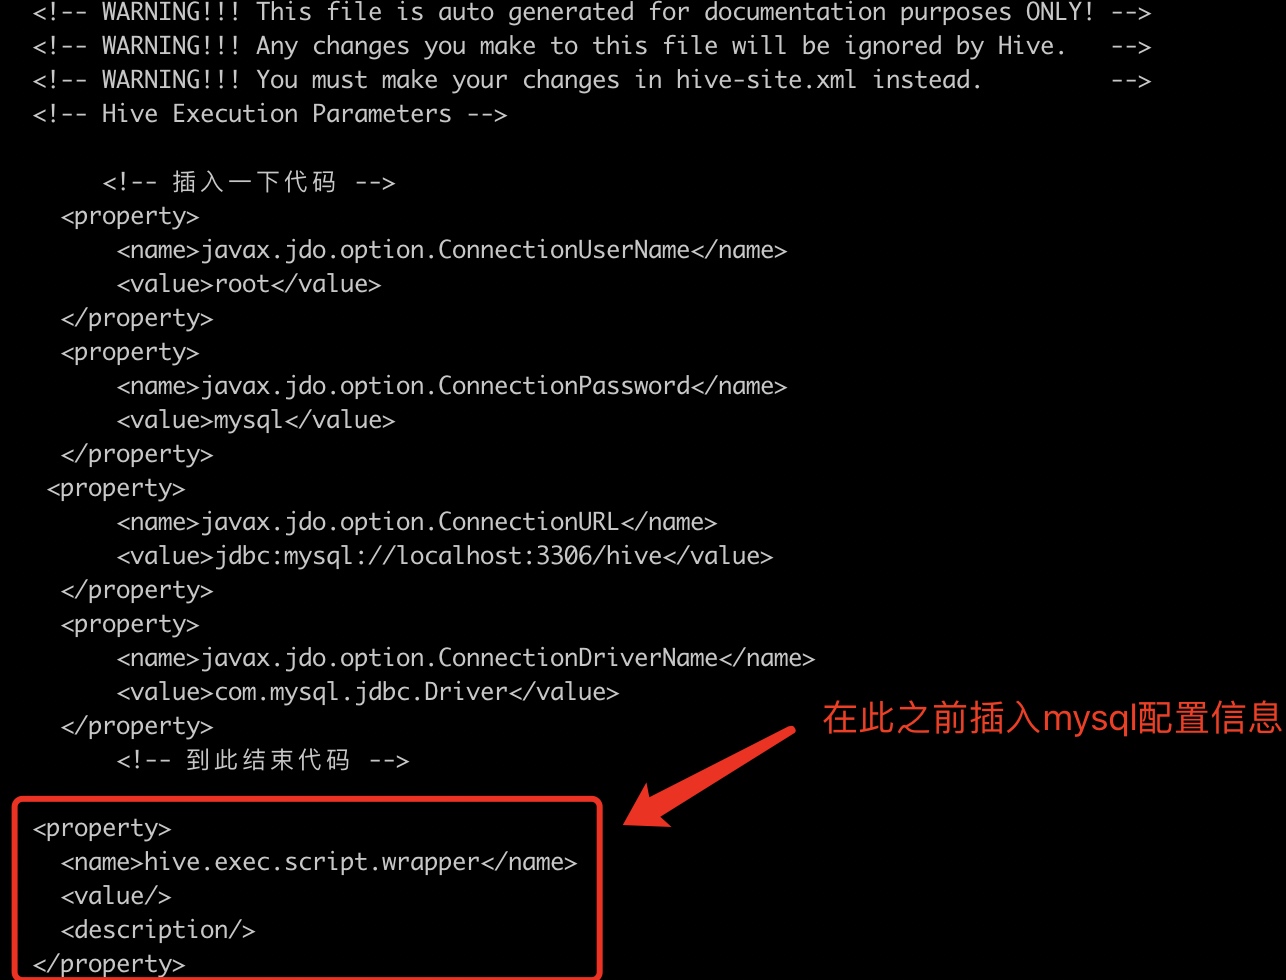 <!-- WARNING!!! This file is auto generated for documentation purposes ONLY! -->
<!-- WARNING!!! Any changes you make to this file will be ignored by Hive.   -->
<!-- WARNING!!! You must make your changes in hive-site.xml instead.         -->
<!-- Hive Execution Parameters -->
<!-- 插入一下代码 -->
<property>
<name>javax.jdo.option.ConnectionUserName</name>
<value>root</value>
</property>
<property>
<name>javax.jdo.option.ConnectionPassword</name>
<value>mysql</value>
</property>
<property>
<name>javax.jdo.option.ConnectionURL</name>
<value>jdbc:mysql://localhost:3306/hive</value>
</property>
<property>
<name>javax.jdo.option.ConnectionDriverName</name>
<value>com.mysql.jdbc.Driver</value>
</property>
在此之前插入mysql配置信息
<!-- 到此结束代码 -->
<property>
<name>hive.exec.script.wrapper</name>
<value/>
<description/>
</property>